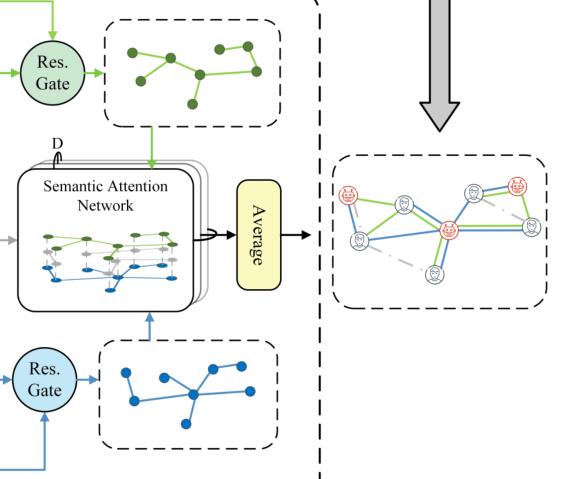 Res.
Gate
D
Semantic Attention
Network
Average
Res.
Gate